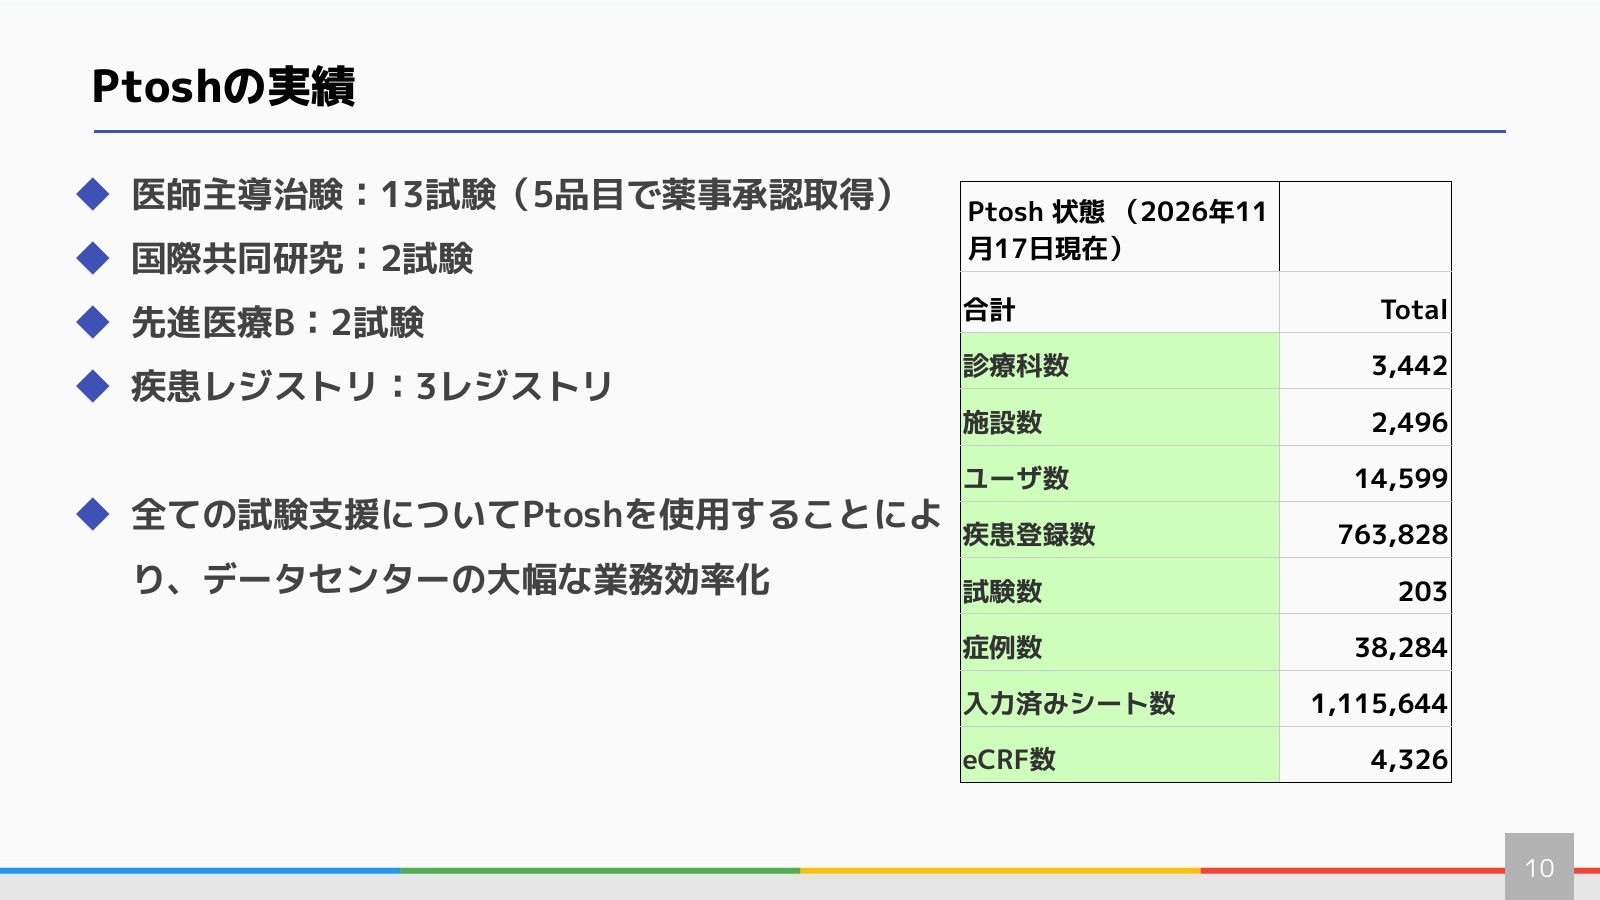 Ptoshの実績
医師主導治験：13試験（5品目で薬事承認取得）
国際共同研究：2試験
先進医療B：2試験
疾患レジストリ：3レジストリ
全ての試験支援についてPtoshを使用することによ
り、データセンターの大幅な業務効率化
Ptosh 状態 （2026年11
月17日現在）
合計 Total
診療科数 3,442
施設数 2,496
ユーザ数 14,599
疾患登録数 763,828
試験数 203
症例数 38,284
入力済みシート数 1,115,644
eCRF数 4,326
10